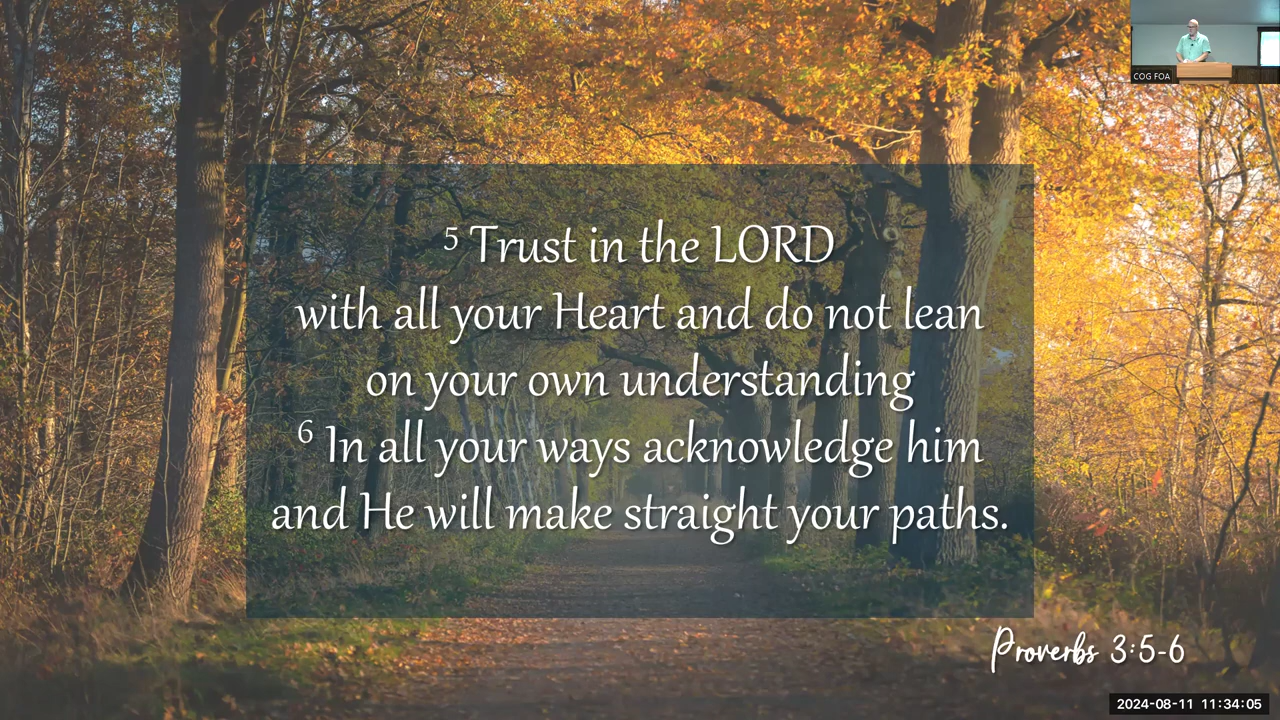 COG FOA
⁵ Trust in the LORD
with all your Heart and do not lean
on your own understanding
⁶ In all your ways acknowledge him
and He will make straight your paths.
Proverbs 3:5-6
2024-08-11 11:34:05